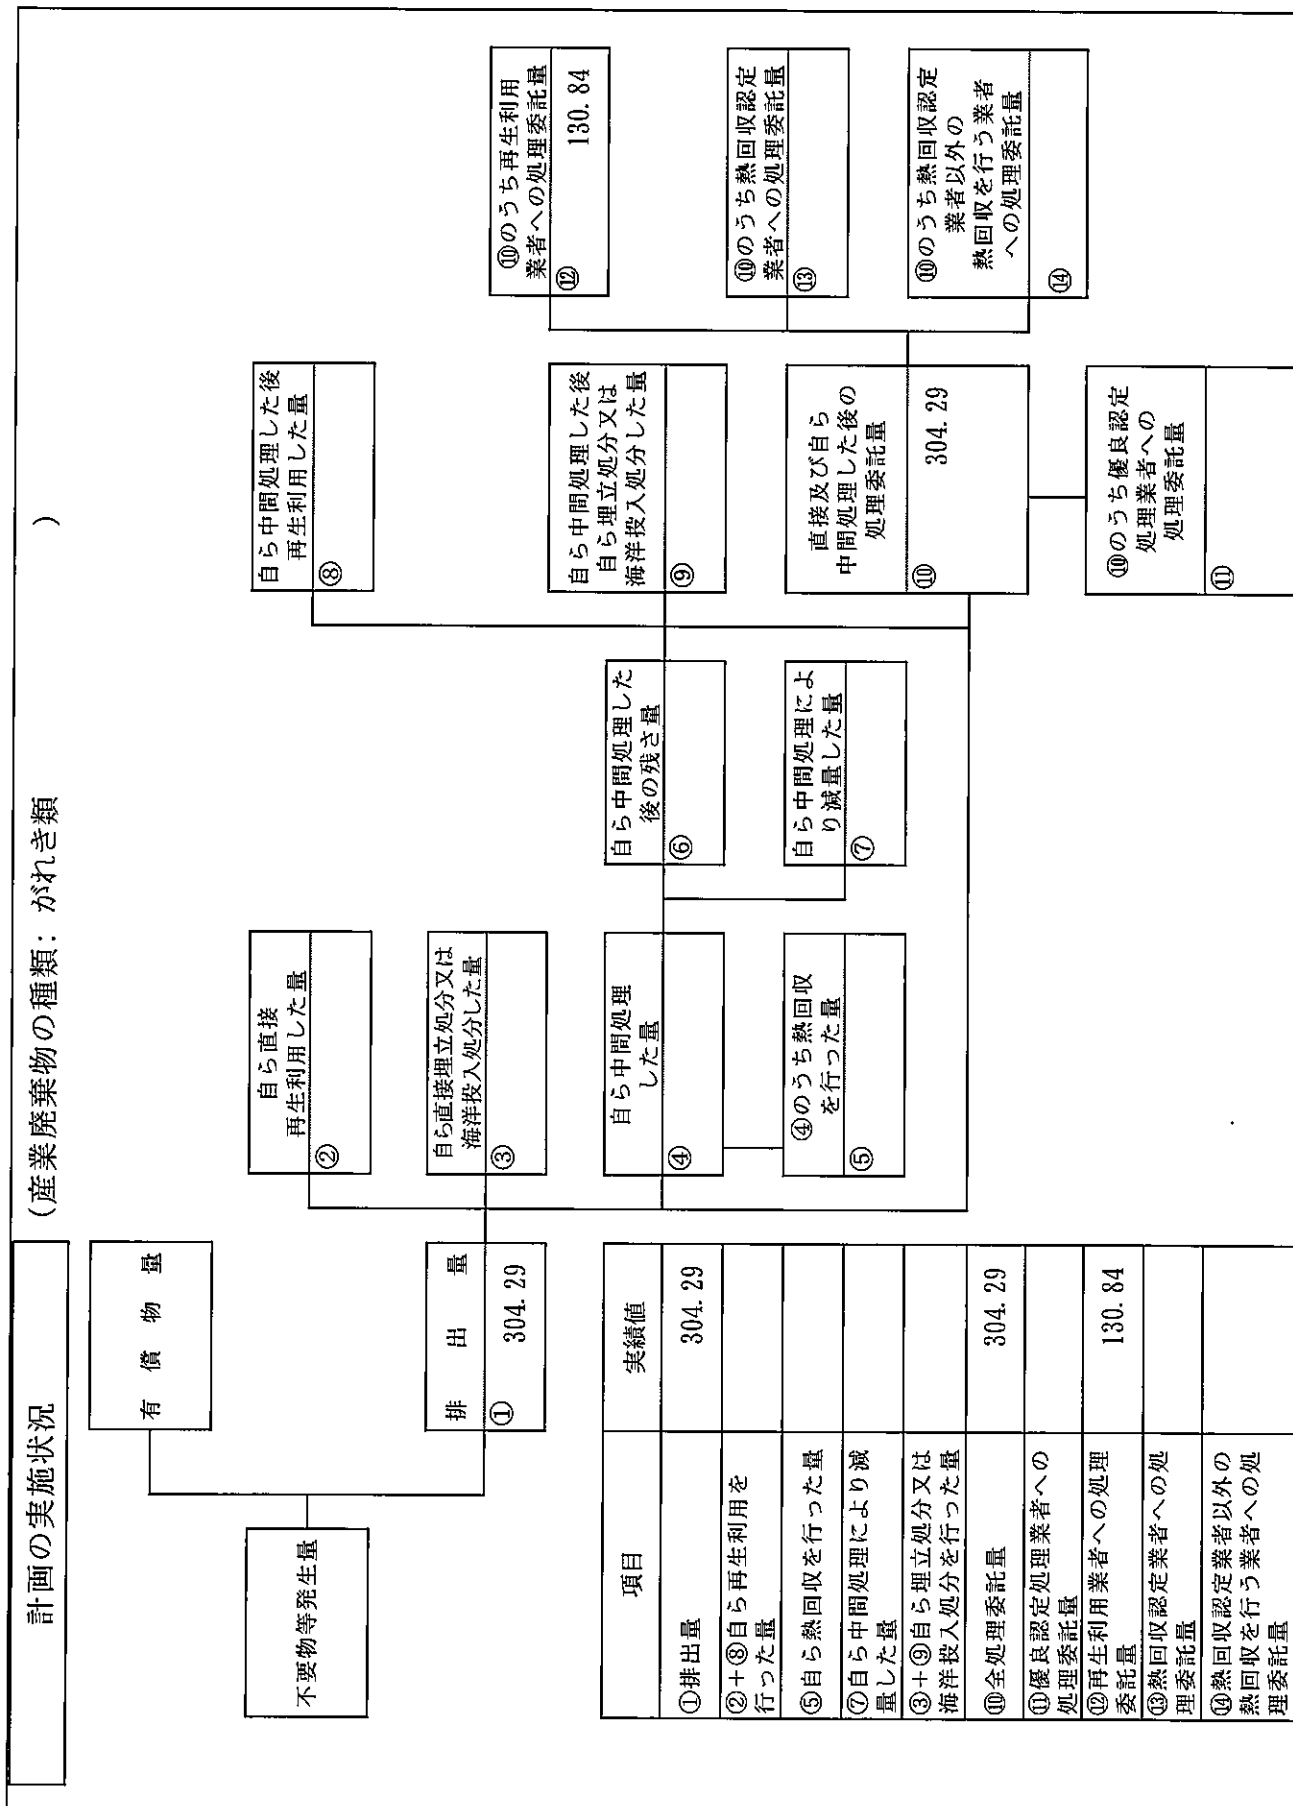 計画の実施状況
（産業廃棄物の種類：がれき類 ）
不要物等発生量
有償物量
排出量
①
304.29
自ら直接
再生利用した量
②
自ら直接埋立処分又は
海洋投入処分した量
③
自ら中間処理
した量
④
④のうち熱回収
を行った量
⑤
自ら中間処理した
後の残さ量
⑥
自ら中間処理によ
り減量した量
⑦
自ら中間処理した後
再生利用した量
⑧
自ら中間処理した後
自ら埋立処分又は
海洋投入処分した量
⑨
直接及び自ら
中間処理した後の
処理委託量
⑩
304.29
⑩のうち優良認定
処理業者への
処理委託量
⑪
⑩のうち再生利用
業者への処理委託量
⑫
130.84
⑩のうち熱回収認定
業者への処理委託量
⑬
⑩のうち熱回収認定
業者以外の
熱回収を行う業者
への処理委託量
⑭
項目 実績値
①排出量 304.29
②＋⑧自ら再生利用を
行った量
⑤自ら熱回収を行った量
⑦自ら中間処理により減
量した量
③＋⑨自ら埋立処分又は
海洋投入処分を行った量
⑩全処理委託量 304.29
⑪優良認定処理業者への
処理委託量
⑫再生利用業者への処理
委託量 130.84
⑬熱回収認定業者への処
理委託量
⑭熱回収認定業者以外の
熱回収を行う業者への処
理委託量